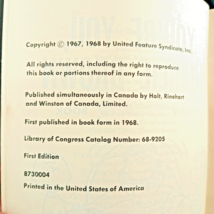 Copyright © 1967, 1968 by United Feature Syndicate, Inc.
All rights reserved, including the right to reproduce
this book or portions thereof in any form.
Published simultaneously in Canada by Holt, Rinehart
and Winston of Canada, Limited.
First published in book form in 1968.
Library of Congress Catalog Number: 68-9205
First Edition
8730004
Printed in the United States of America